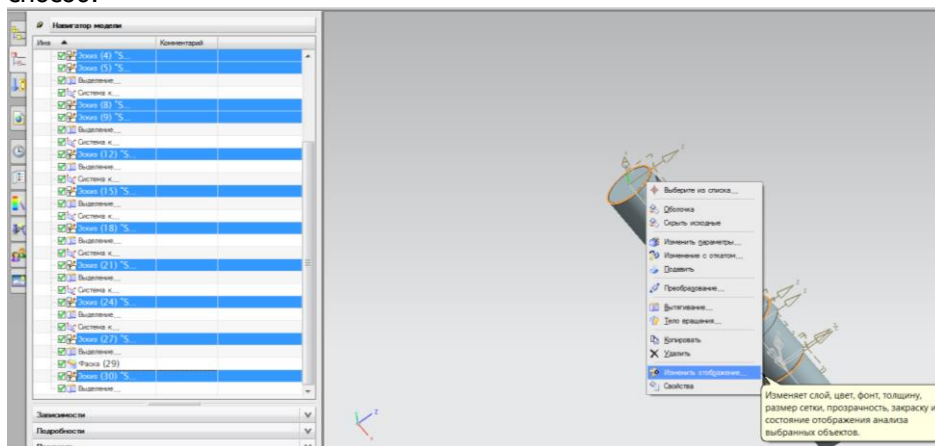 способ.
Навигатор модели
Имя ▲ Комментарий
Эскиз (4) "S...
Эскиз (5) "S...
Выделение...
Система к...
Эскиз (8) "S...
Эскиз (9) "S...
Выделение...
Система к...
Эскиз (12) "S...
Выделение...
Система к...
Эскиз (15) "S...
Выделение...
Система к...
Эскиз (18) "S...
Выделение...
Система к...
Эскиз (21) "S...
Выделение...
Система к...
Эскиз (24) "S...
Выделение...
Система к...
Эскиз (27) "S...
Выделение...
Фаска (29)
Эскиз (30) "S...
Выделение...
Зависимости
Подробности
Выберите из списка...
Оболочка
Скрыть исходные
Изменить параметры...
Изменение с откатом...
Подавить
Преобразование...
Вытягивание...
Тело вращения...
Копировать
Удалить
Изменить отображение...
Свойства
Изменяет слой, цвет, фонт, толщину,
размер сетки, прозрачность, закраску и
состояние отображения анализа
выбранных объектов.